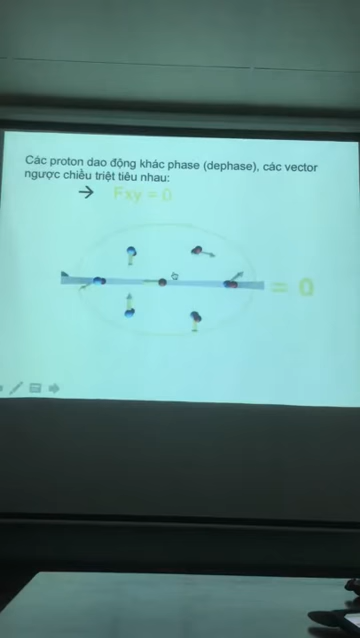 Các proton dao động khác phase (dephase), các vector
ngược chiều triệt tiêu nhau:
→ Fxy = 0
= 0